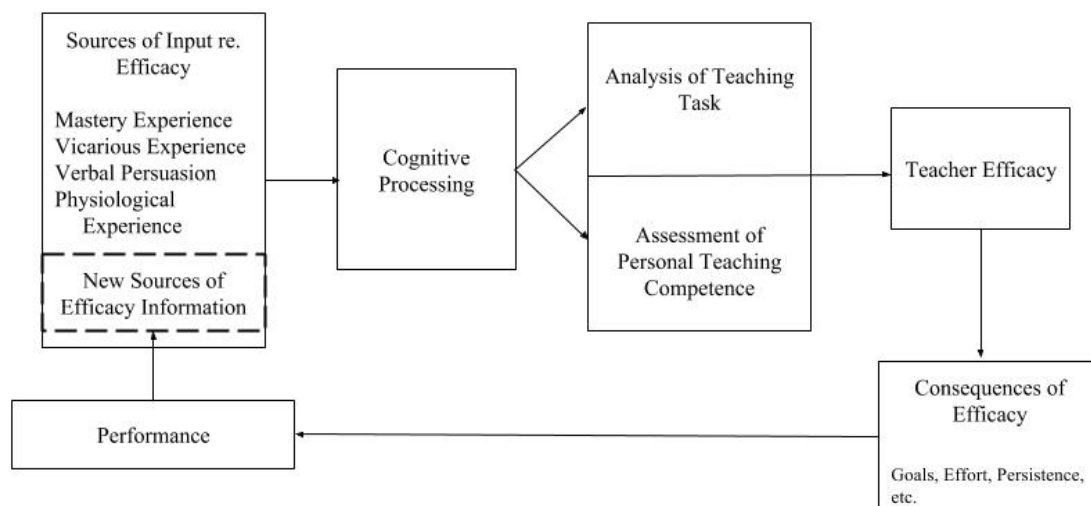 Sources of Input re.
Efficacy
Mastery Experience
Vicarious Experience
Verbal Persuasion
Physiological
Experience
New Sources of
Efficacy Information
Cognitive
Processing
Analysis of Teaching
Task
Assessment of
Personal Teaching
Competence
Teacher Efficacy
Consequences of
Efficacy
Goals, Effort, Persistence,
etc.
Performance